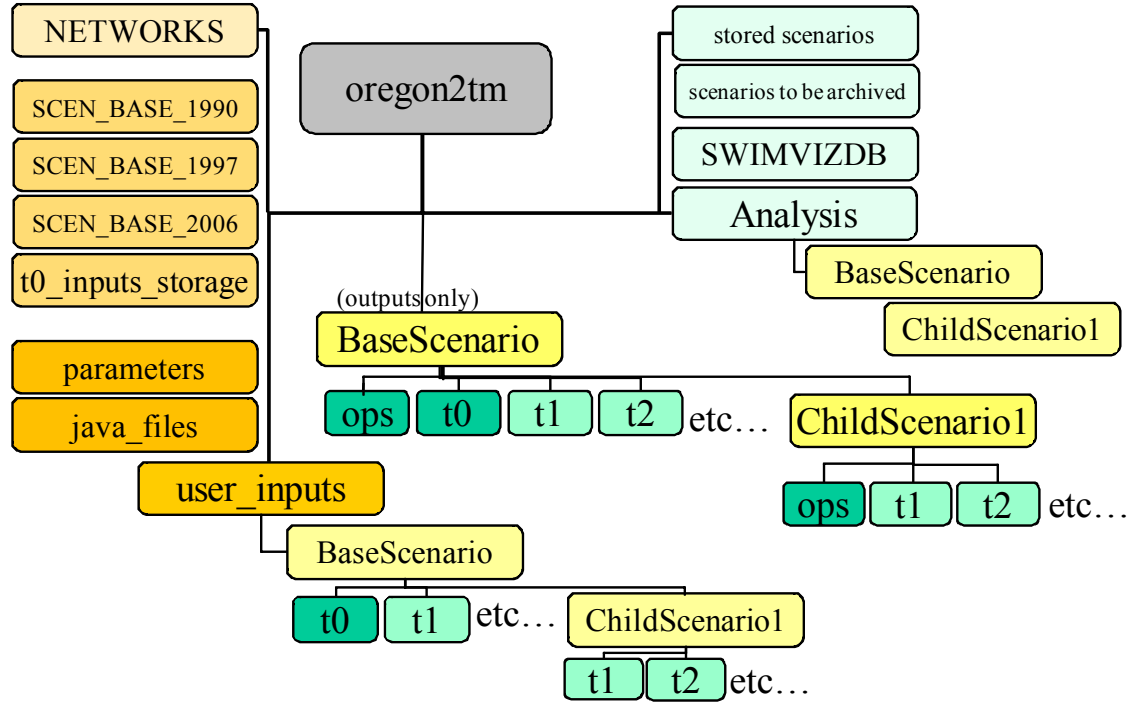 NETWORKS
SCEN_BASE_1990
SCEN_BASE_1997
SCEN_BASE_2006
t0_inputs_storage
parameters
java_files
user_inputs
oregon2tm
stored scenarios
scenarios to be archived
SWIMVIZDB
Analysis
BaseScenario
ChildScenario1
(outputs only)
BaseScenario
ops
t0
t1
t2
etc…
ChildScenario1
ops
t1
t2
etc…
BaseScenario
t0
t1
etc…
ChildScenario1
t1
t2
etc…